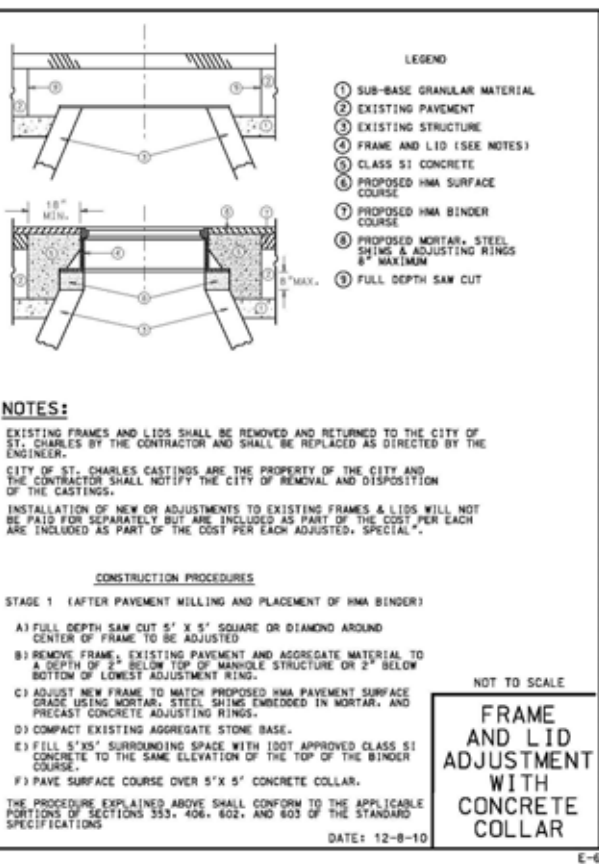 LEGEND
① SUB-BASE GRANULAR MATERIAL
② EXISTING PAVEMENT
③ EXISTING STRUCTURE
④ FRAME AND LID (SEE NOTES)
⑤ CLASS SI CONCRETE
⑥ PROPOSED HMA SURFACE
COURSE
⑦ PROPOSED HMA BINDER
COURSE
⑧ PROPOSED MORTAR, STEEL
SHIMS & ADJUSTING RINGS
8" MAXIMUM
⑨ FULL DEPTH SAW CUT
18"
MIN.
8"MAX.
NOTES:
EXISTING FRAMES AND LIDS SHALL BE REMOVED AND RETURNED TO THE CITY OF
ST. CHARLES BY THE CONTRACTOR AND SHALL BE REPLACED AS DIRECTED BY THE
ENGINEER.
CITY OF ST. CHARLES CASTINGS ARE THE PROPERTY OF THE CITY AND
THE CONTRACTOR SHALL NOTIFY THE CITY OF REMOVAL AND DISPOSITION
OF THE CASTINGS.
INSTALLATION OF NEW OR ADJUSTMENTS TO EXISTING FRAMES & LIDS WILL NOT
BE PAID FOR SEPARATELY BUT ARE INCLUDED AS PART OF THE COST PER EACH
ARE INCLUDED AS PART OF THE COST PER EACH ADJUSTED, SPECIAL".
CONSTRUCTION PROCEDURES
STAGE 1 (AFTER PAVEMENT MILLING AND PLACEMENT OF HMA BINDER)
A) FULL DEPTH SAW CUT 5' X 5' SQUARE OR DIAMOND AROUND
CENTER OF FRAME TO BE ADJUSTED
B) REMOVE FRAME, EXISTING PAVEMENT AND AGGREGATE MATERIAL TO
A DEPTH OF 2" BELOW TOP OF MANHOLE STRUCTURE OR 2" BELOW
BOTTOM OF LOWEST ADJUSTMENT RING.
C) ADJUST NEW FRAME TO MATCH PROPOSED HMA PAVEMENT SURFACE
GRADE USING MORTAR, STEEL SHIMS EMBEDDED IN MORTAR, AND
PRECAST CONCRETE ADJUSTING RINGS.
D) COMPACT EXISTING AGGREGATE STONE BASE.
E) FILL 5'X5' SURROUNDING SPACE WITH IDOT APPROVED CLASS SI
CONCRETE TO THE SAME ELEVATION OF THE TOP OF THE BINDER
COURSE.
F) PAVE SURFACE COURSE OVER 5'X 5' CONCRETE COLLAR.
THE PROCEDURE EXPLAINED ABOVE SHALL CONFORM TO THE APPLICABLE
PORTIONS OF SECTIONS 353, 406, 602, AND 603 OF THE STANDARD
SPECIFICATIONS
DATE: 12-8-10
NOT TO SCALE
FRAME
AND LID
ADJUSTMENT
WITH
CONCRETE
COLLAR